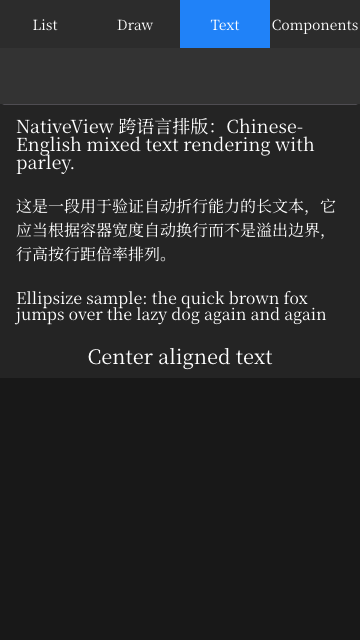 List
Draw
Text
Components
NativeView 跨语言排版：Chinese-
English mixed text rendering with
parley.
这是一段用于验证自动折行能力的长文本，它
应当根据容器宽度自动换行而不是溢出边界，
行高按行距倍率排列。
Ellipsize sample: the quick brown fox
jumps over the lazy dog again and again
Center aligned text